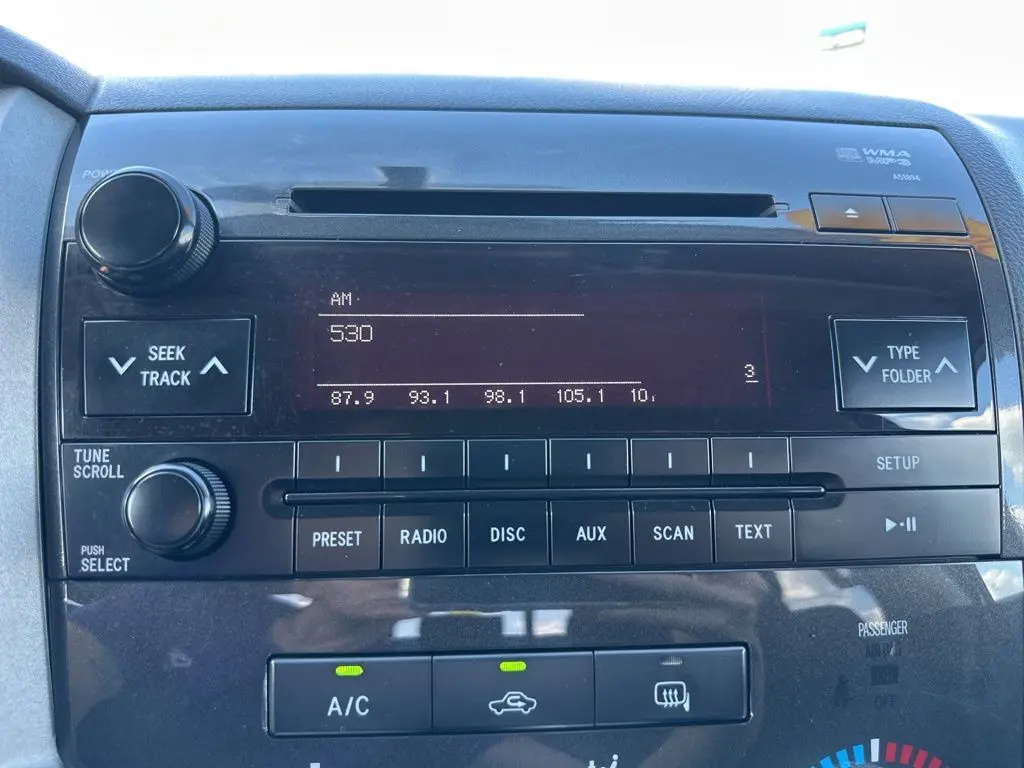 WMA
MP3
A51894
AM
530
SEEK
TRACK
TYPE
FOLDER
3
87.9 93.1 98.1 105.1
TUNE
SCROLL
SETUP
PRESET RADIO DISC AUX SCAN TEXT
PUSH
SELECT
PASSENGER
OFF
A/C